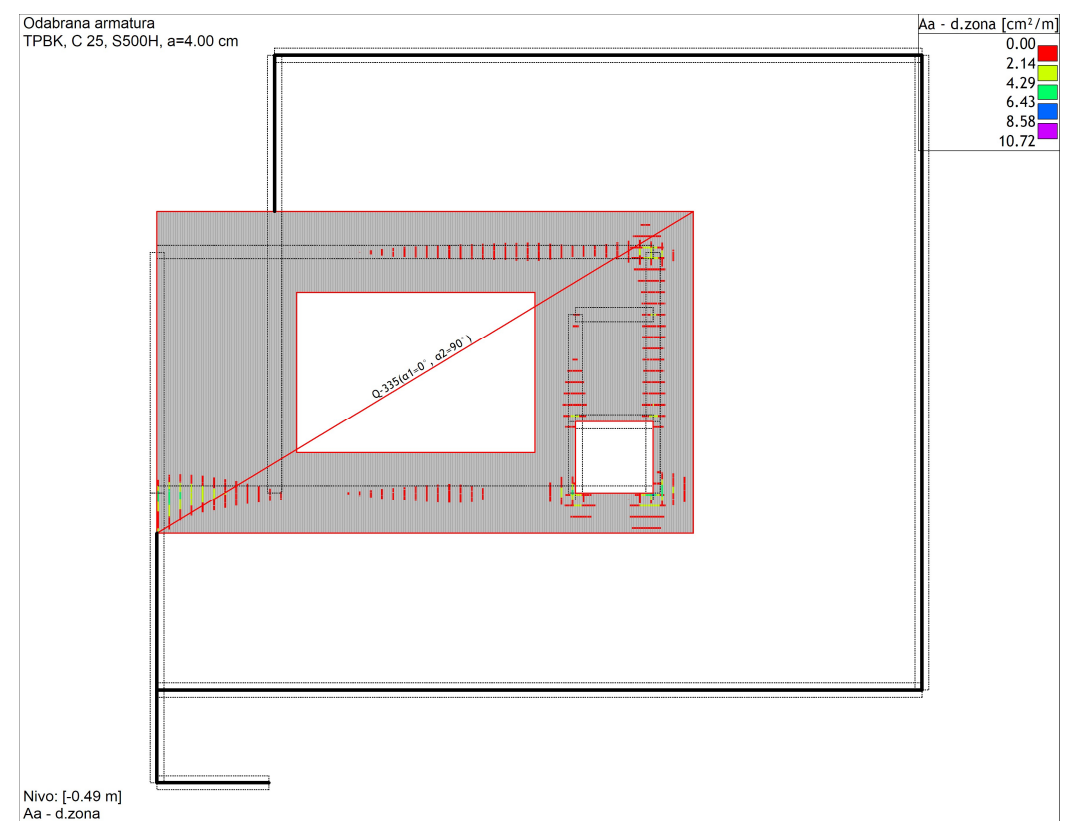 Odabrana armatura
TPBK, C 25, S500H, a=4.00 cm
Aa - d.zona [cm²/m]
0.00
2.14
4.29
6.43
8.58
10.72
Q-335(α1=0°, α2=90°)
Nivo: [-0.49 m]
Aa - d.zona